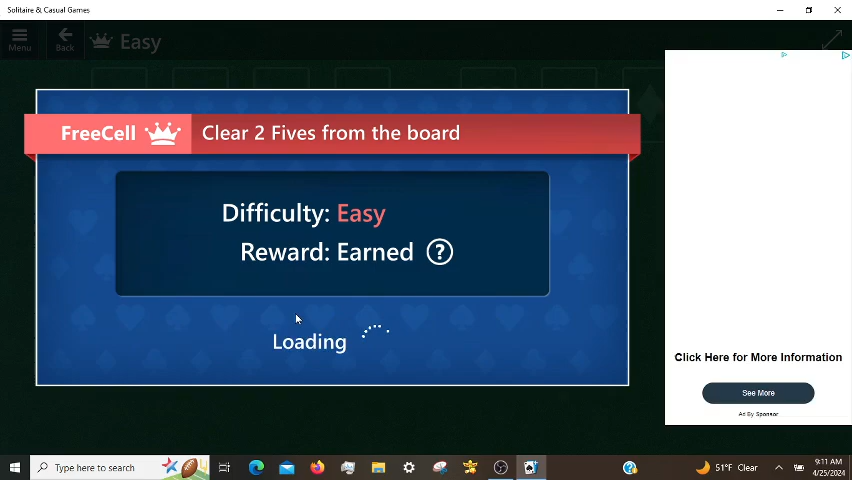 Solitaire & Casual Games
Menu
Back
Easy
FreeCell
Clear 2 Fives from the board
Difficulty: Easy
Reward: Earned ?
Loading
Click Here for More Information
See More
Ad By Sponsor
Type here to search
51°F Clear
9:11 AM
4/25/2024